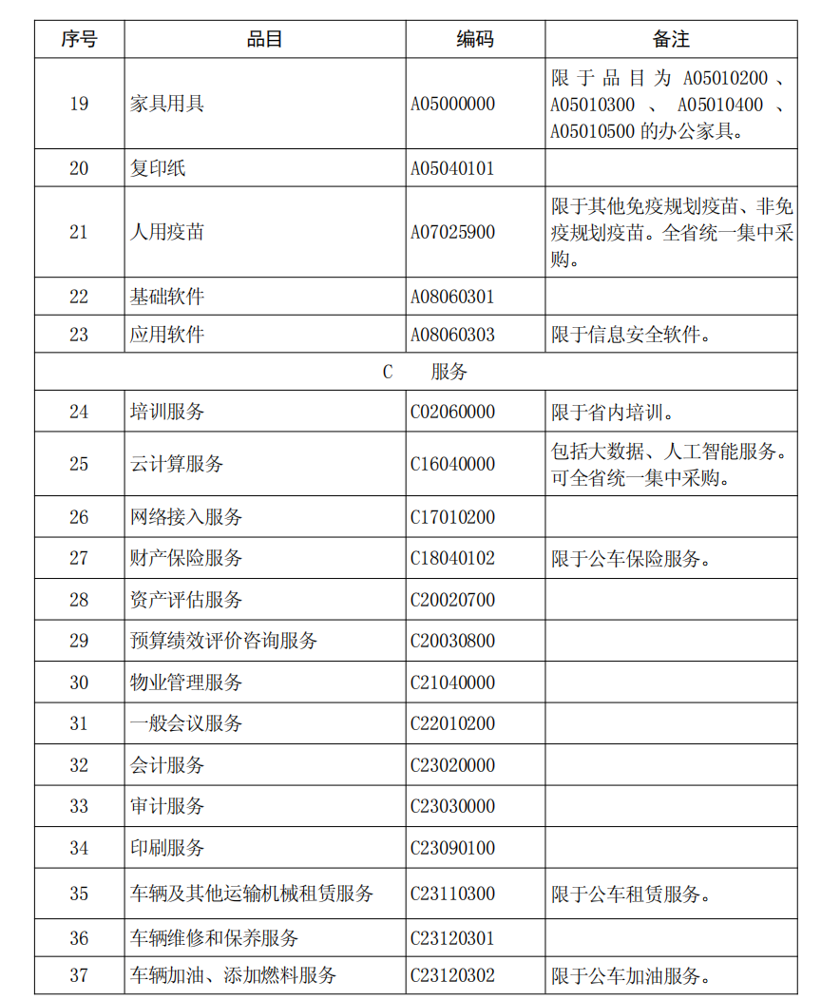 序号 品目 编码 备注
19 家具用具 A05000000 限于品目为 A05010200、
A05010300、A05010400、
A05010500 的办公家具。
20 复印纸 A05040101
21 人用疫苗 A07025900 限于其他免疫规划疫苗、非免
疫规划疫苗。全省统一集中采
购。
22 基础软件 A08060301
23 应用软件 A08060303 限于信息安全软件。
C 服务
24 培训服务 C02060000 限于省内培训。
25 云计算服务 C16040000 包括大数据、人工智能服务。
可全省统一集中采购。
26 网络接入服务 C17010200
27 财产保险服务 C18040102 限于公车保险服务。
28 资产评估服务 C20020700
29 预算绩效评价咨询服务 C20030800
30 物业管理服务 C21040000
31 一般会议服务 C22010200
32 会计服务 C23020000
33 审计服务 C23030000
34 印刷服务 C23090100
35 车辆及其他运输机械租赁服务 C23110300 限于公车租赁服务。
36 车辆维修和保养服务 C23120301
37 车辆加油、添加燃料服务 C23120302 限于公车加油服务。